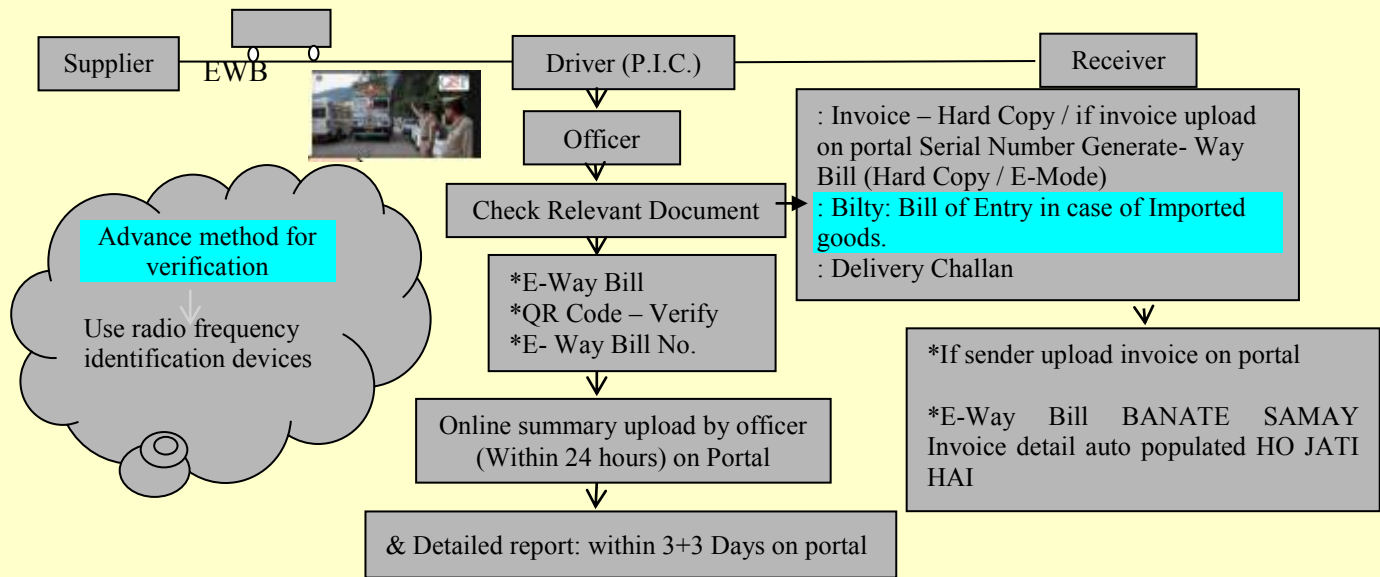 Supplier
EWB
Driver (P.I.C.)
Receiver
Officer
Check Relevant Document
: Invoice – Hard Copy / if invoice upload
on portal Serial Number Generate- Way
Bill (Hard Copy / E-Mode)
: Bilty: Bill of Entry in case of Imported
goods.
: Delivery Challan
Advance method for
verification
Use radio frequency
identification devices
*E-Way Bill
*QR Code – Verify
*E- Way Bill No.
*If sender upload invoice on portal
*E-Way Bill BANATE SAMAY
Invoice detail auto populated HO JATI
HAI
Online summary upload by officer
(Within 24 hours) on Portal
& Detailed report: within 3+3 Days on portal